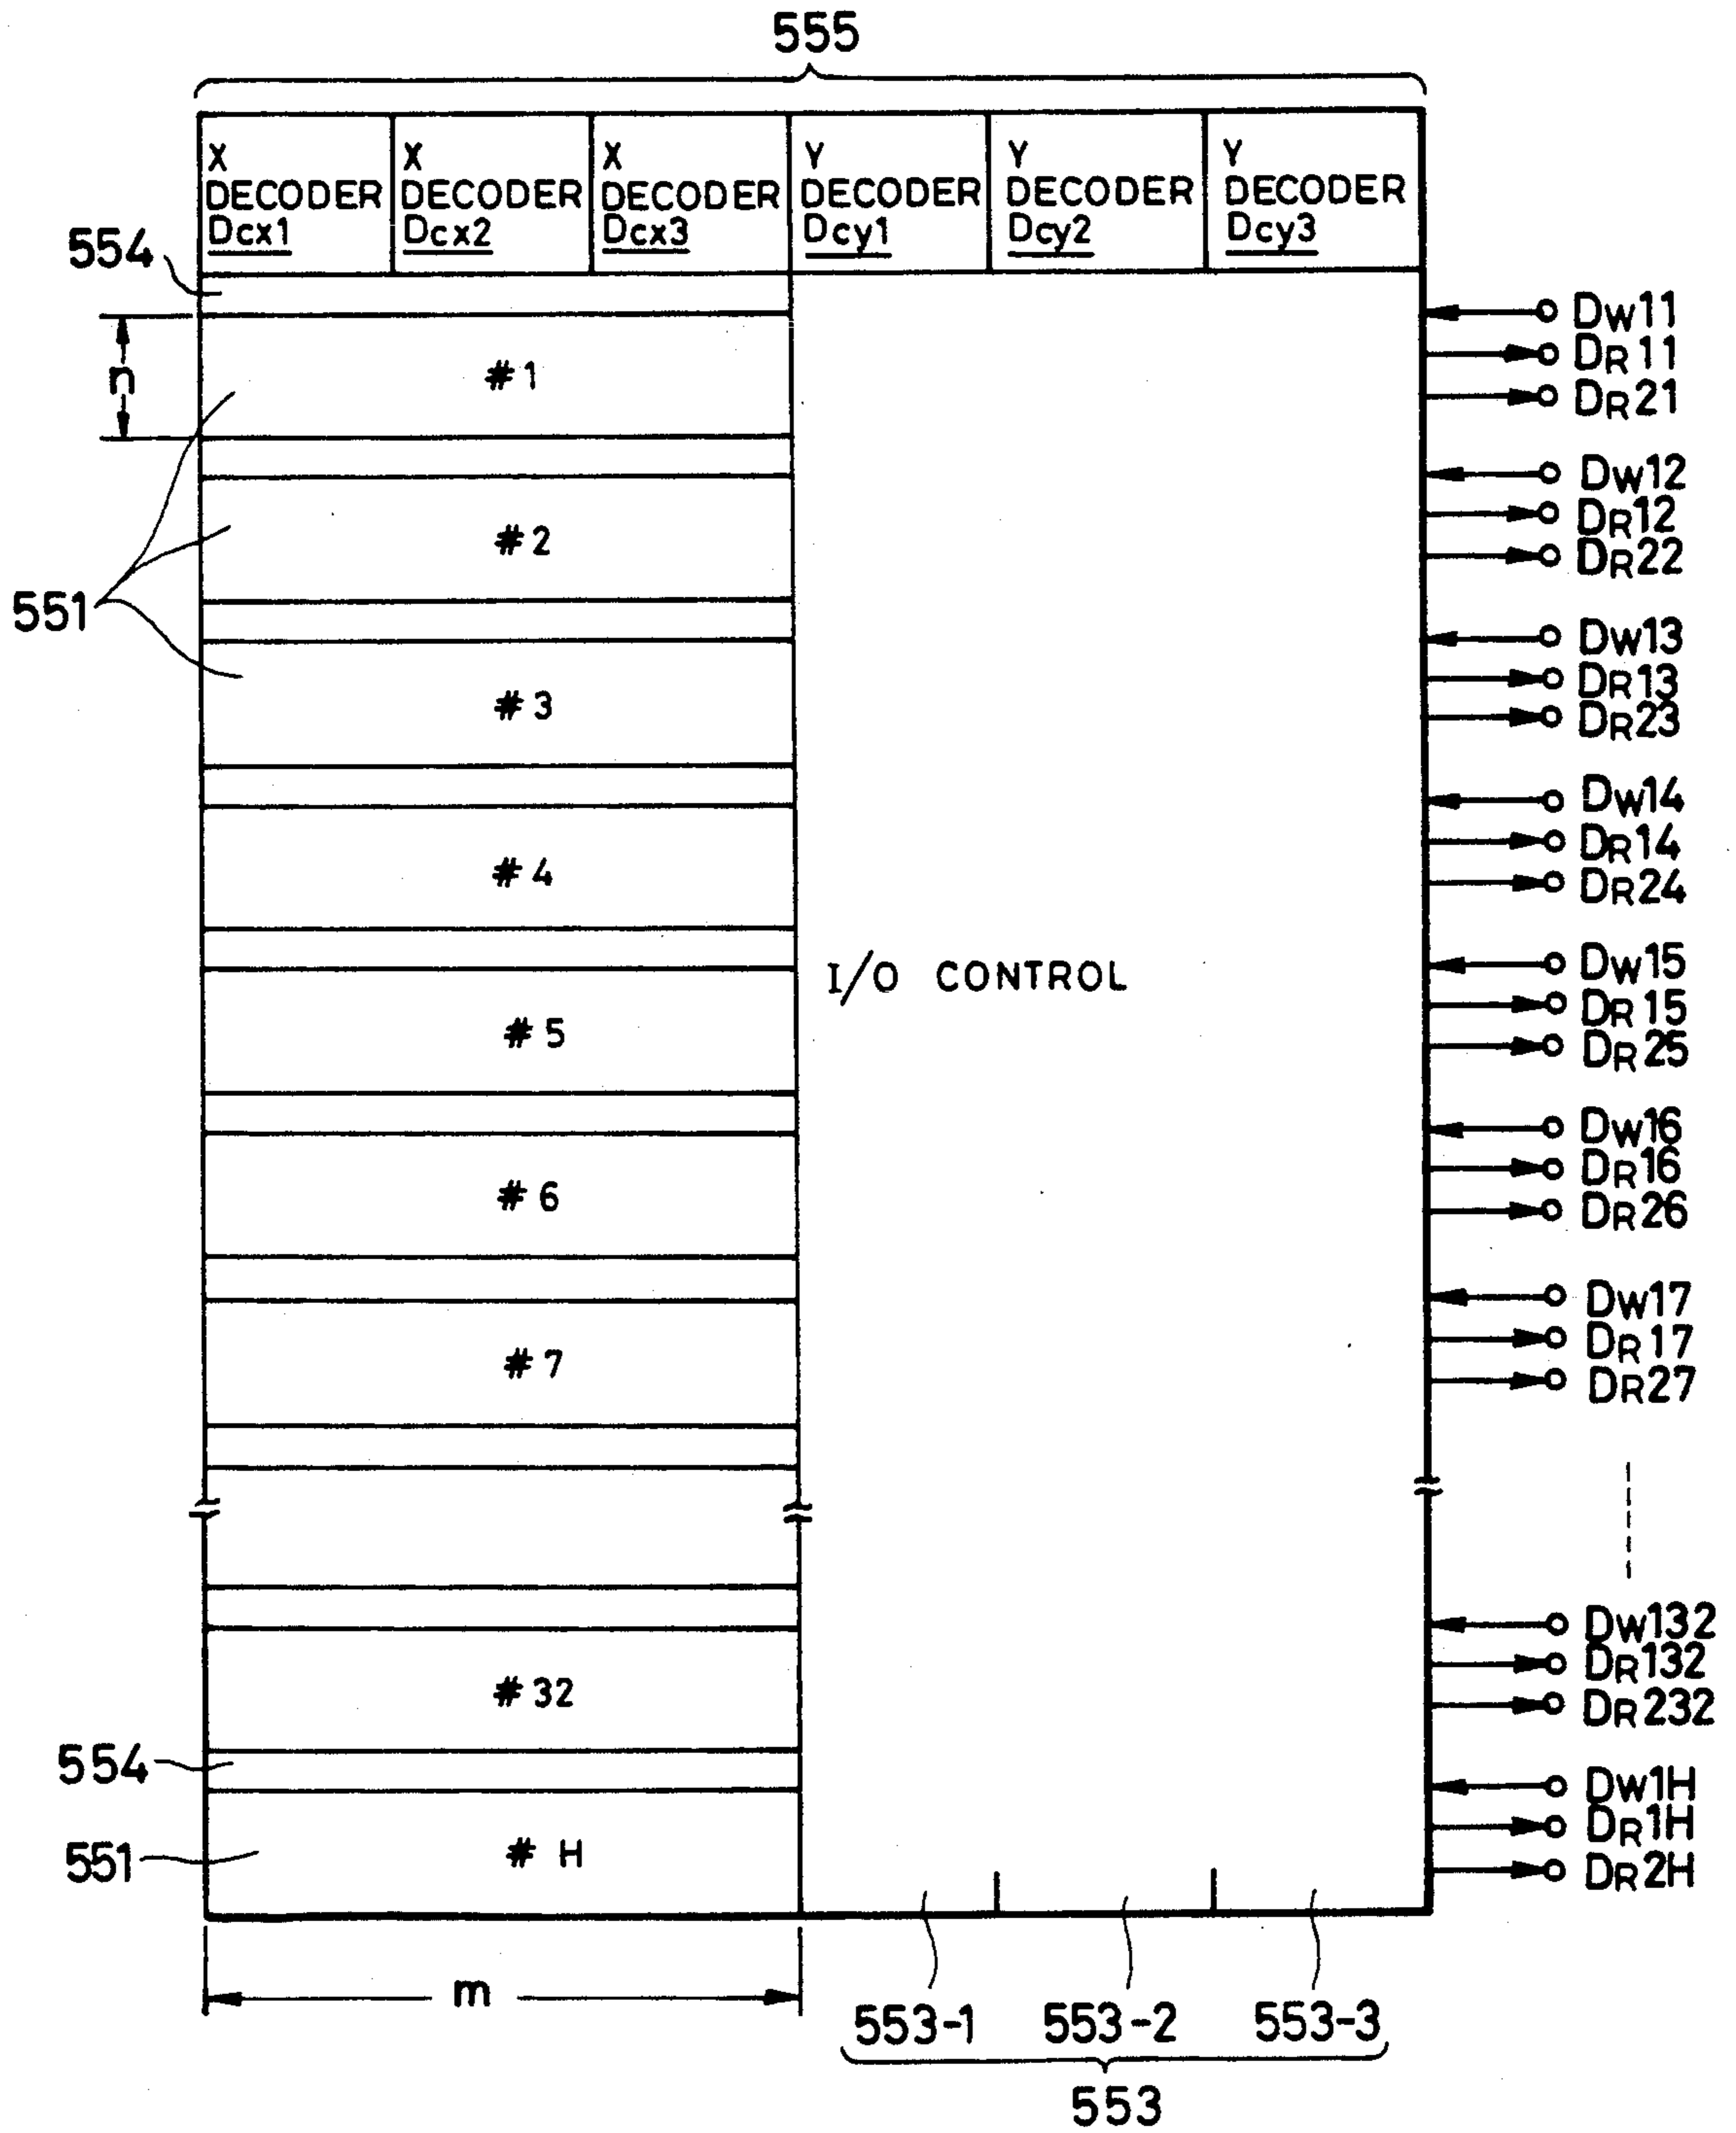 555
X DECODER Dcx1
X DECODER Dcx2
X DECODER Dcx3
Y DECODER Dcy1
Y DECODER Dcy2
Y DECODER Dcy3
554
n
#1
#2
551
#3
#4
#5
#6
#7
#32
554
551
# H
m
I/O CONTROL
DW11
DR11
DR21
DW12
DR12
DR22
DW13
DR13
DR23
DW14
DR14
DR24
DW15
DR15
DR25
DW16
DR16
DR26
DW17
DR17
DR27
DW132
DR132
DR232
DW1H
DR1H
DR2H
553-1
553-2
553-3
553